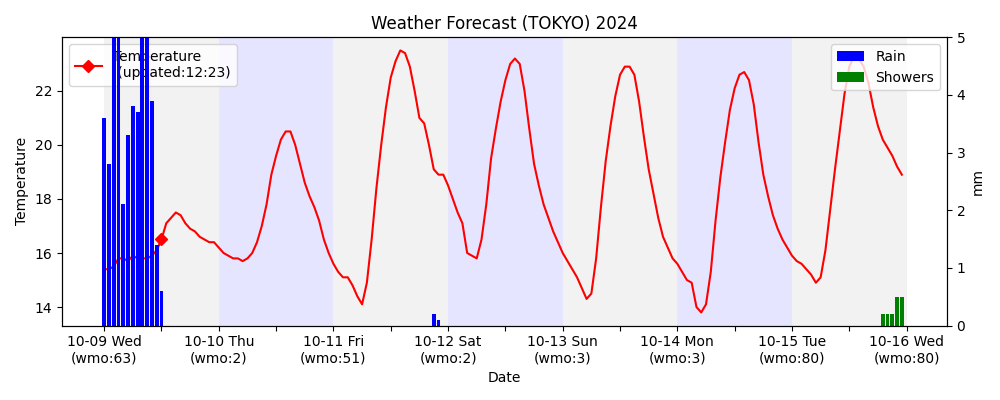 Weather Forecast (TOKYO) 2024
Temperature
(updated:12:23)
Rain
Showers
Temperature
22
20
18
16
14
5
4
3
2
1
0
mm
10-09 Wed
(wmo:63)
10-10 Thu
(wmo:2)
10-11 Fri
(wmo:51)
10-12 Sat
(wmo:2)
10-13 Sun
(wmo:3)
10-14 Mon
(wmo:3)
10-15 Tue
(wmo:80)
10-16 Wed
(wmo:80)
Date